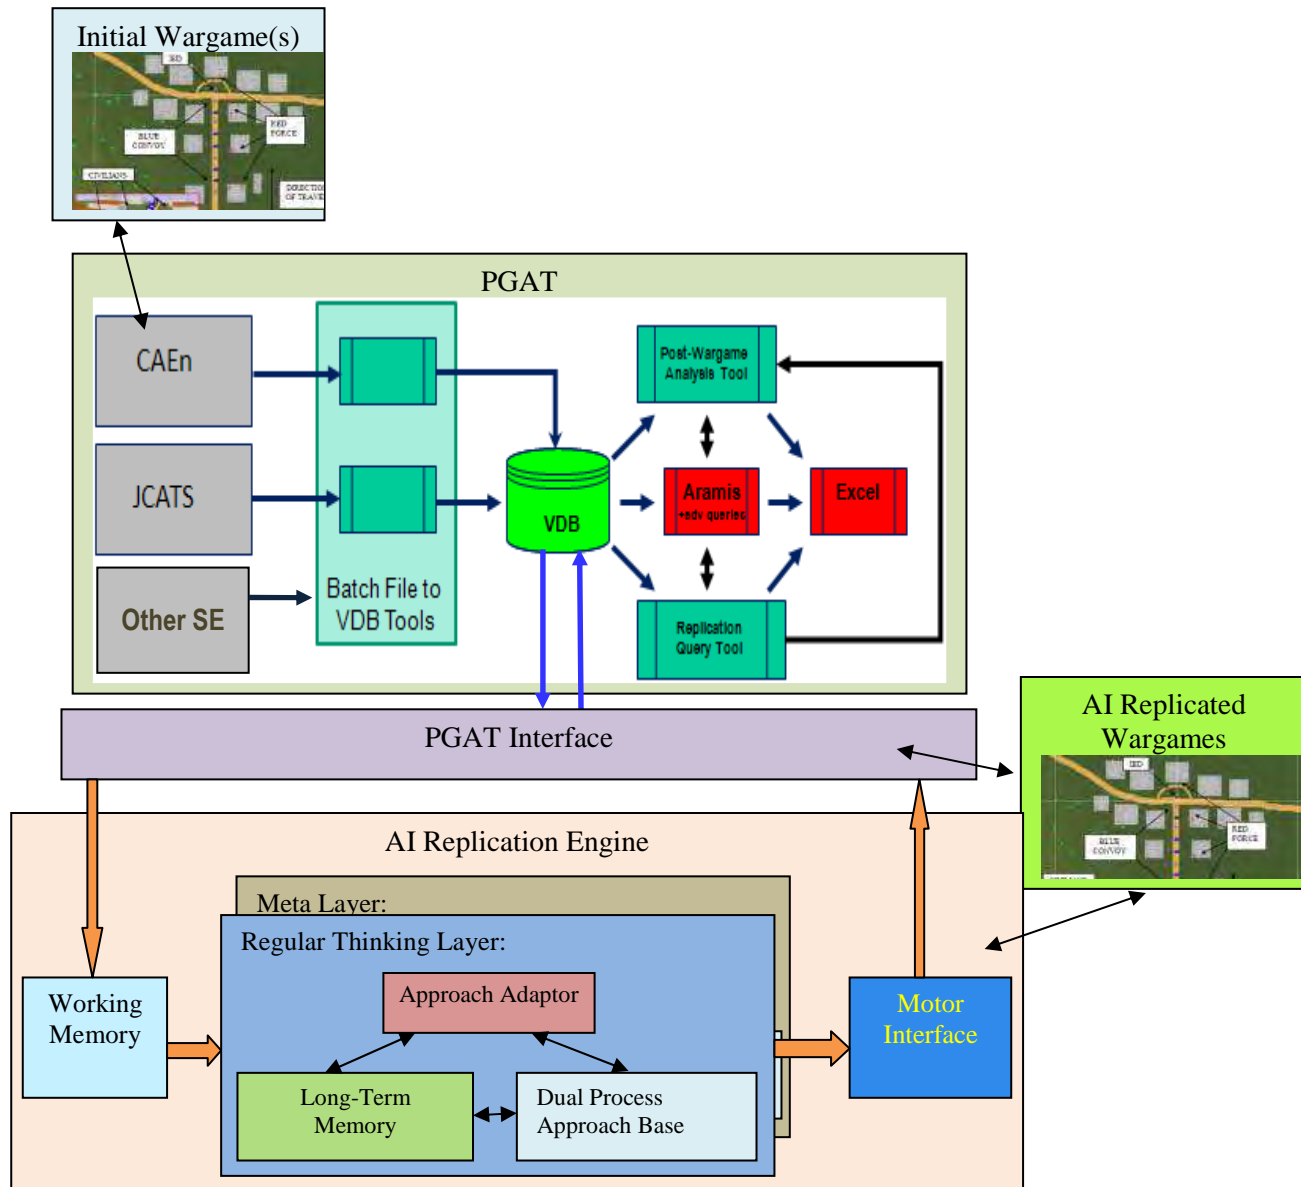 Initial Wargame(s)
IED
BLUE
CONVOY
RED
FORCE
CIVILIANS
DIRECTION
OF TRAVE
PGAT
CAEn
JCATS
Other SE
Batch File to
VDB Tools
VDB
Post-Wargame
Analysis Tool
Aramis
+adv queries
Excel
Replication
Query Tool
PGAT Interface
AI Replicated
Wargames
IED
BLUE
CONVOY
RED
FORCE
AI Replication Engine
Meta Layer:
Regular Thinking Layer:
Approach Adaptor
Working
Memory
Long-Term
Memory
Dual Process
Approach Base
Motor
Interface